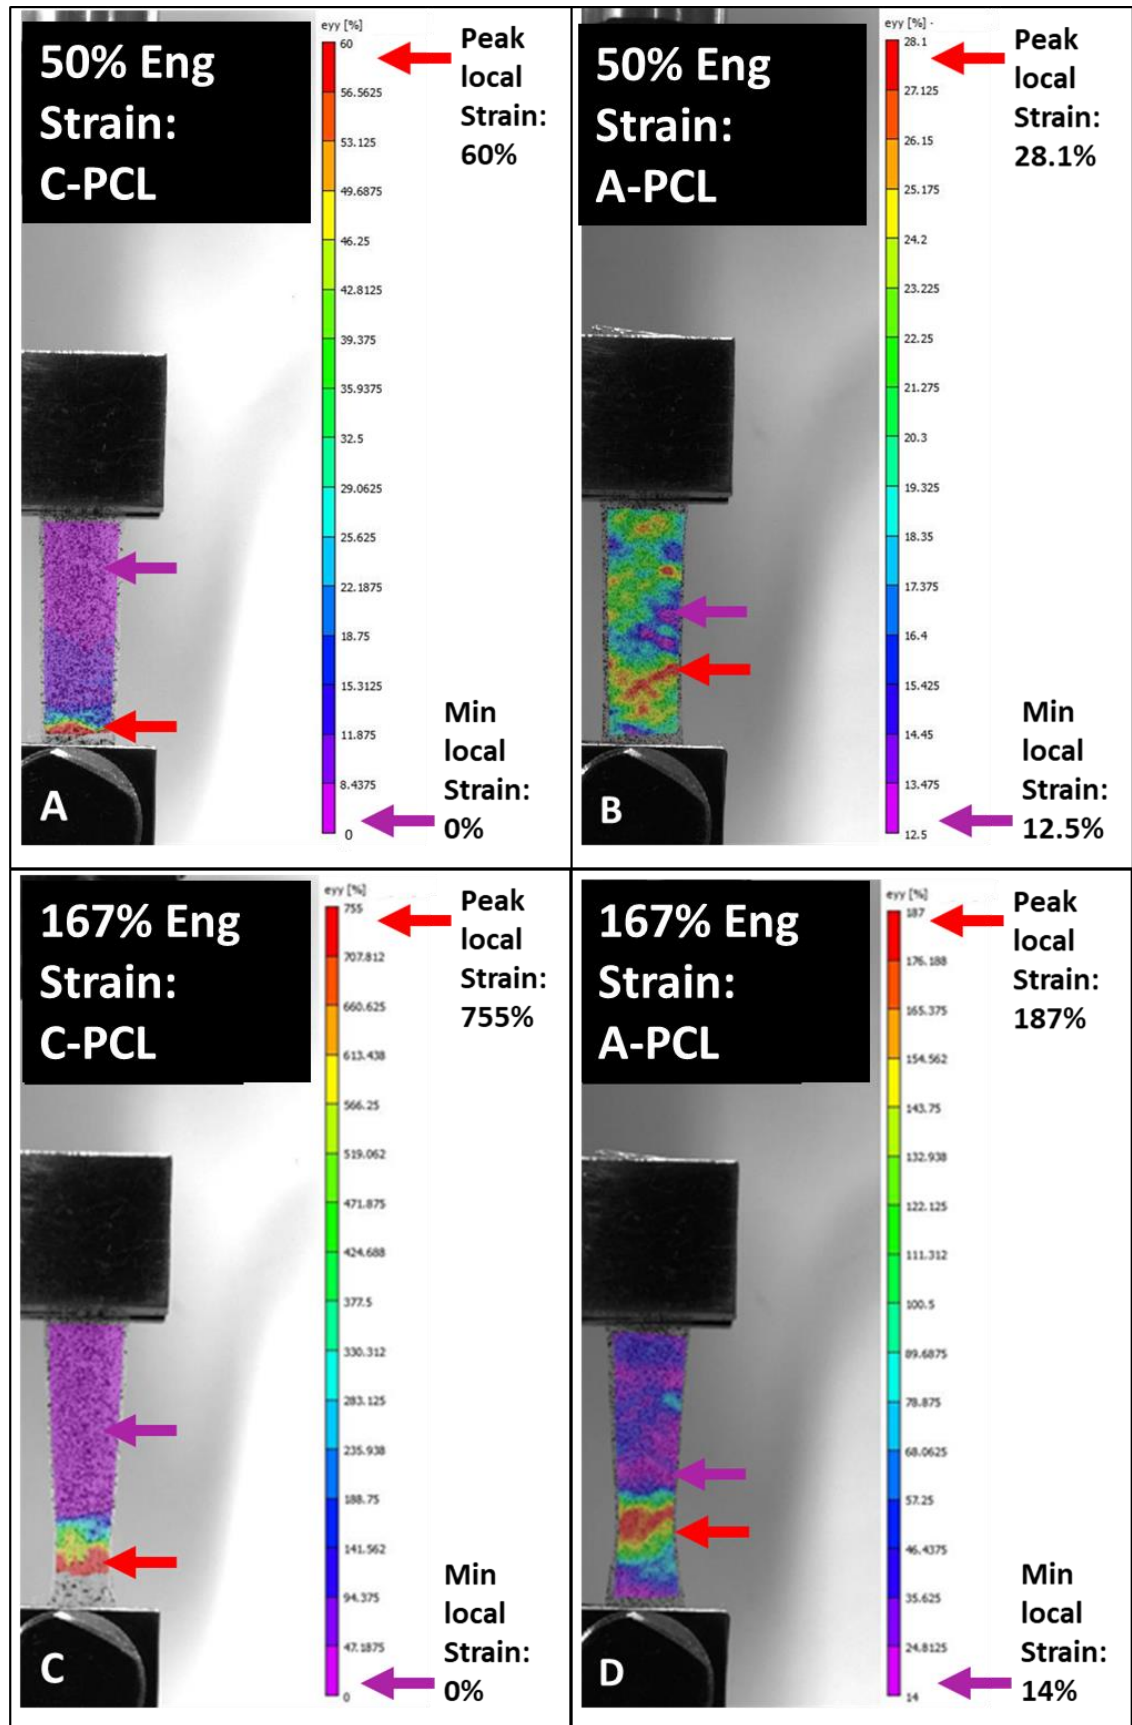 50% Eng
Strain:
C-PCL
eyy [%]
60
56.5625
53.125
49.6875
46.25
42.8125
39.375
35.9375
32.5
29.0625
25.625
22.1875
18.75
15.3125
11.875
8.4375
0
Peak
local
Strain:
60%
Min
local
Strain:
0%
A
50% Eng
Strain:
A-PCL
eyy [%] -
28.1
27.125
26.15
25.175
24.2
23.225
22.25
21.275
20.3
19.325
18.35
17.375
16.4
15.425
14.45
13.475
12.5
Peak
local
Strain:
28.1%
Min
local
Strain:
12.5%
B
167% Eng
Strain:
C-PCL
eyy [%]
755
707.812
660.625
613.438
566.25
519.062
471.875
424.688
377.5
330.312
283.125
235.938
188.75
141.562
94.375
47.1875
0
Peak
local
Strain:
755%
Min
local
Strain:
0%
C
167% Eng
Strain:
A-PCL
eyy [%]
187
176.188
165.375
154.562
143.75
132.938
122.125
111.312
100.5
89.6875
78.875
68.0625
57.25
46.4375
35.625
24.8125
14
Peak
local
Strain:
187%
Min
local
Strain:
14%
D